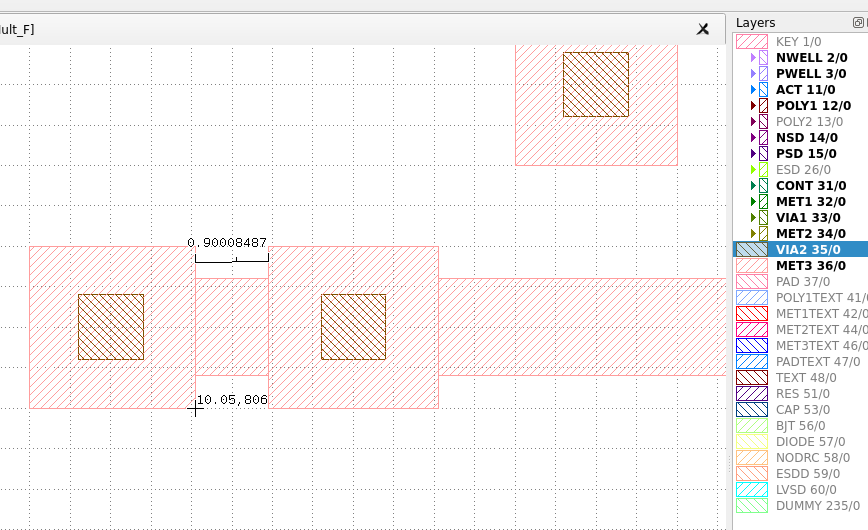 ult_F]
Layers
KEY 1/0
NWELL 2/0
PWELL 3/0
ACT 11/0
POLY1 12/0
POLY2 13/0
NSD 14/0
PSD 15/0
ESD 26/0
CONT 31/0
MET1 32/0
VIA1 33/0
MET2 34/0
VIA2 35/0
MET3 36/0
PAD 37/0
POLY1TEXT 41/
MET1TEXT 42/0
MET2TEXT 44/0
MET3TEXT 46/0
PADTEXT 47/0
TEXT 48/0
RES 51/0
CAP 53/0
BJT 56/0
DIODE 57/0
NODRC 58/0
ESDD 59/0
LVSD 60/0
DUMMY 235/0
0.90008487
10.05,806